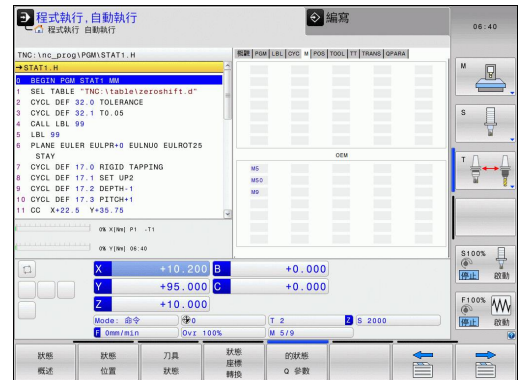 程式執行,自動執行
程式執行 自動執行
編寫
06:40
TNC:\nc_prog\PGM\STAT1.H
→STAT1.H
0 BEGIN PGM STAT1 MM
1 SEL TABLE "TNC:\table\zeroshift.d"
2 CYCL DEF 32.0 TOLERANCE
3 CYCL DEF 32.1 T0.05
4 CALL LBL 99
5 LBL 99
6 PLANE EULER EULPR+0 EULNU0 EULROT25
STAY
7 CYCL DEF 17.0 RIGID TAPPING
8 CYCL DEF 17.1 SET UP2
9 CYCL DEF 17.2 DEPTH-1
10 CYCL DEF 17.3 PITCH+1
11 CC X+22.5 Y+35.75
0% X[Nm] P1 -T1
0% Y[Nm] 06:40
概觀 PGM LBL CYC M POS TOOL TT TRANS QPARA
OEM
M5
M50
M9
X +10.200 B +0.000
Y +95.000 C +0.000
Z +10.000
Mode: 命令 0 T 2 Z S 2000
F 0mm/min Ovr 100% M 5/9
M
S
T
S100%
停止 啟動
F100%
停止 啟動
狀態
概述
狀態
位置
刀具
狀態
狀態
座標
轉換
的狀態
Q 參數